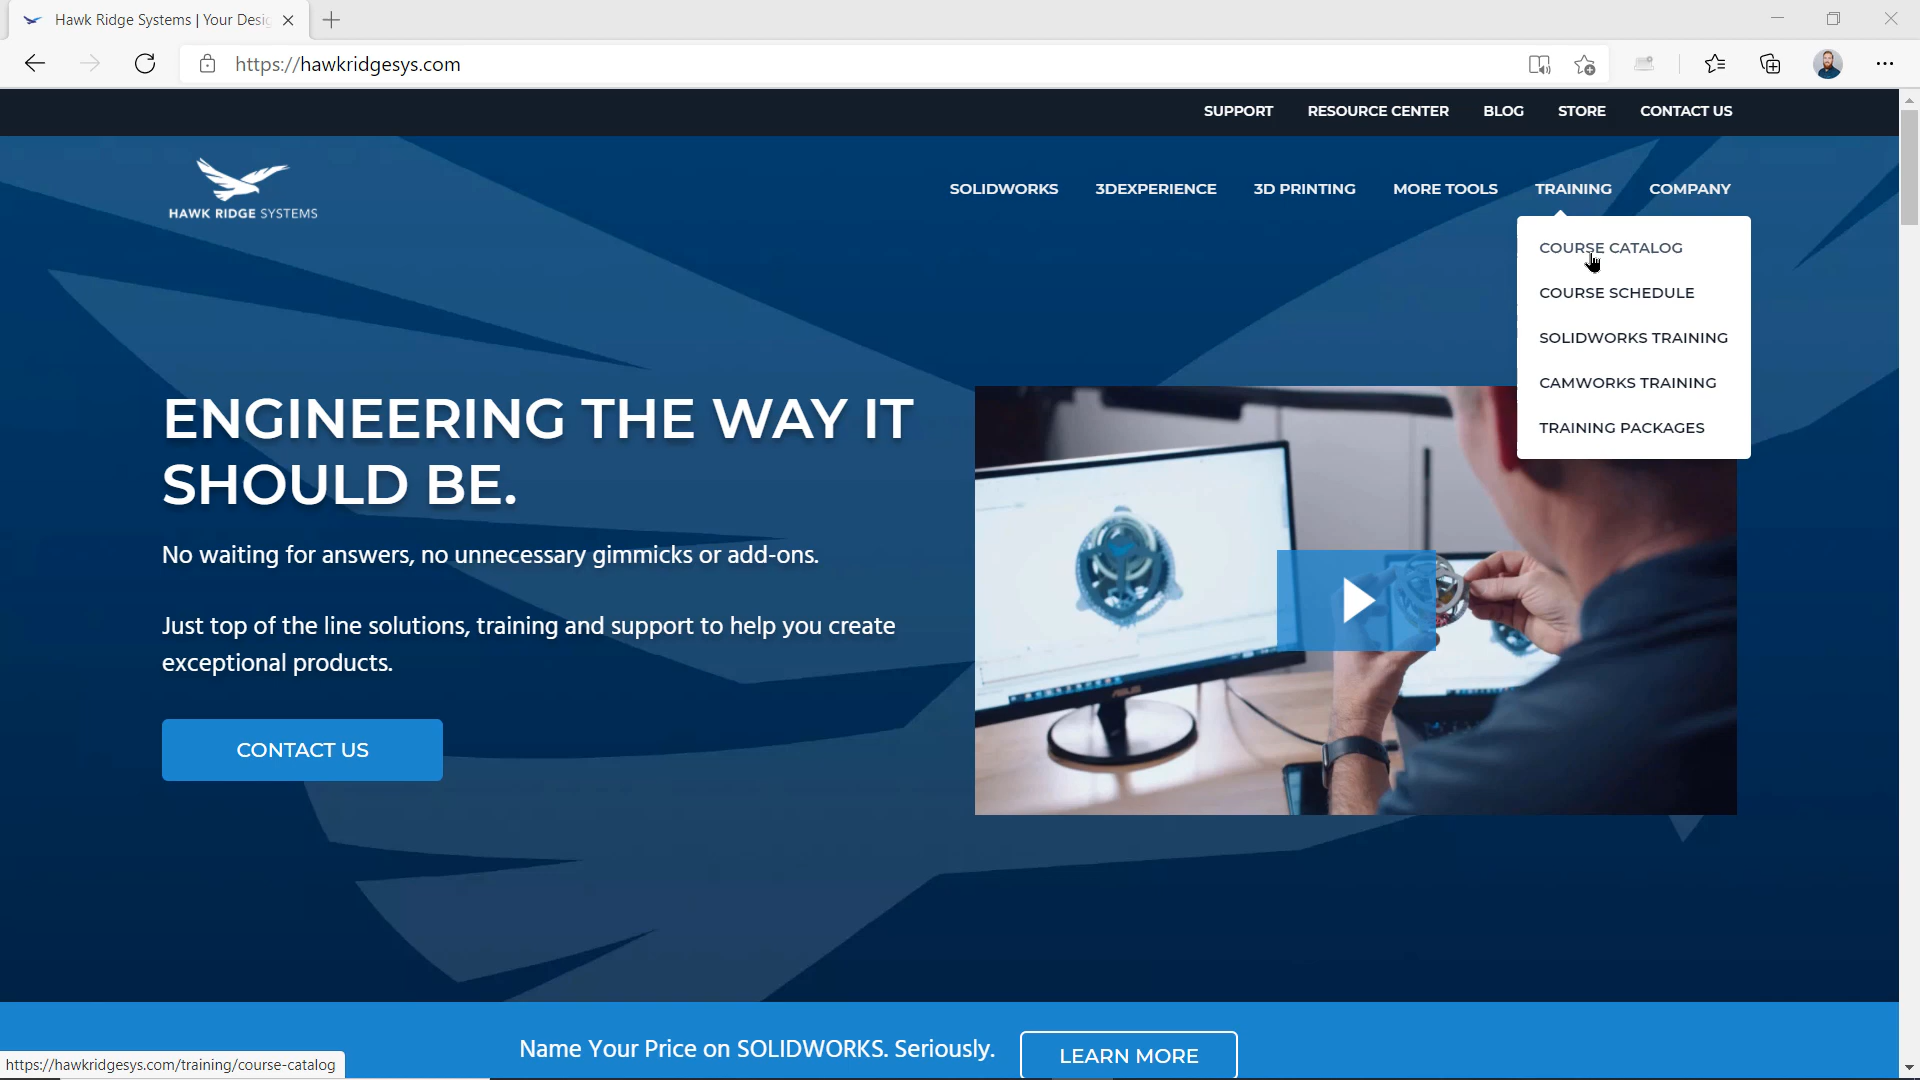 Hawk Ridge Systems | Your Desig
https://hawkridgesys.com
SUPPORT RESOURCE CENTER BLOG STORE CONTACT US
HAWK RIDGE SYSTEMS
SOLIDWORKS 3DEXPERIENCE 3D PRINTING MORE TOOLS TRAINING COMPANY
COURSE CATALOG
COURSE SCHEDULE
SOLIDWORKS TRAINING
CAMWORKS TRAINING
TRAINING PACKAGES
ENGINEERING THE WAY IT
SHOULD BE.
No waiting for answers, no unnecessary gimmicks or add-ons.
Just top of the line solutions, training and support to help you create
exceptional products.
CONTACT US
ASUS
Name Your Price on SOLIDWORKS. Seriously.
LEARN MORE
https://hawkridgesys.com/training/course-catalog